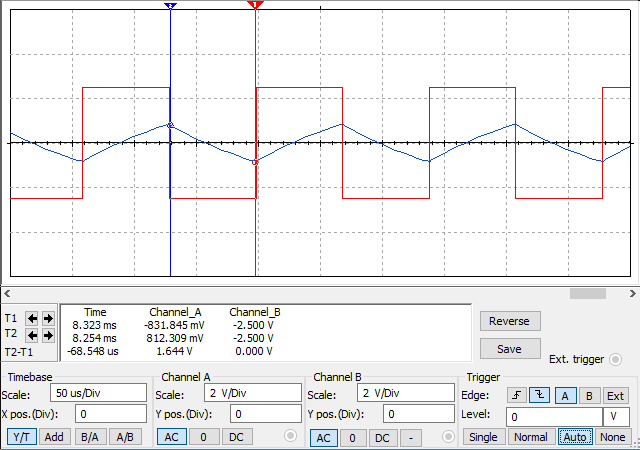 2 1
T1
T2
T2-T1
Time Channel_A Channel_B
8.323 ms -831.845 mV -2.500 V
8.254 ms 812.309 mV -2.500 V
-68.548 us 1.644 V 0.000 V
Reverse
Save
Ext. trigger
Timebase
Scale: 50 us/Div
X pos.(Div): 0
Y/T Add B/A A/B
Channel A
Scale: 2 V/Div
Y pos.(Div): 0
AC 0 DC
Channel B
Scale: 2 V/Div
Y pos.(Div): 0
AC 0 DC -
Trigger
Edge: A B Ext
Level: 0 V
Single Normal Auto None